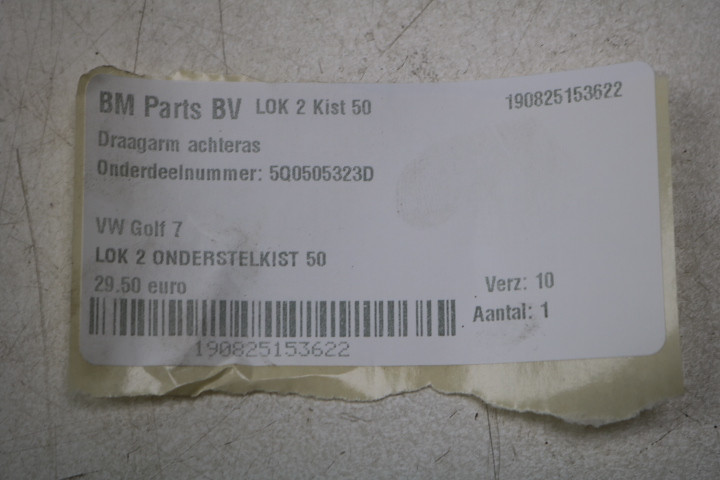 BM Parts BV LOK 2 Kist 50 190825153622
Draagarm achteras
Onderdeelnummer: 5Q0505323D
VW Golf 7
LOK 2 ONDERSTELKIST 50
29.50 euro Verz: 10
Aantal: 1
190825153622